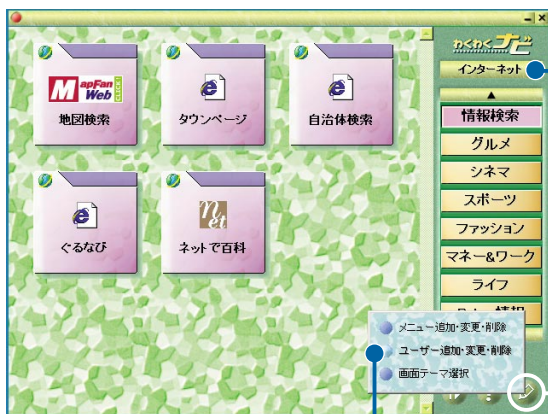 わくわくナビ
インターネット
MapFan
Web
CLICK!
地図検索
タウンページ
自治体検索
ぐるなび
net
ネットで百科
情報検索
グルメ
シネマ
スポーツ
ファッション
マネー&ワーク
ライフ
情報
メニュー追加・変更・削除
ユーザー追加・変更・削除
画面テーマ選択